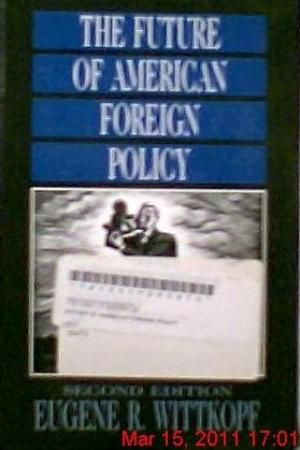 THE FUTURE
OF AMERICAN
FOREIGN
POLICY
SECOND EDITION
EUGENE R. WITTKOPF
Mar 15, 2011 17:01